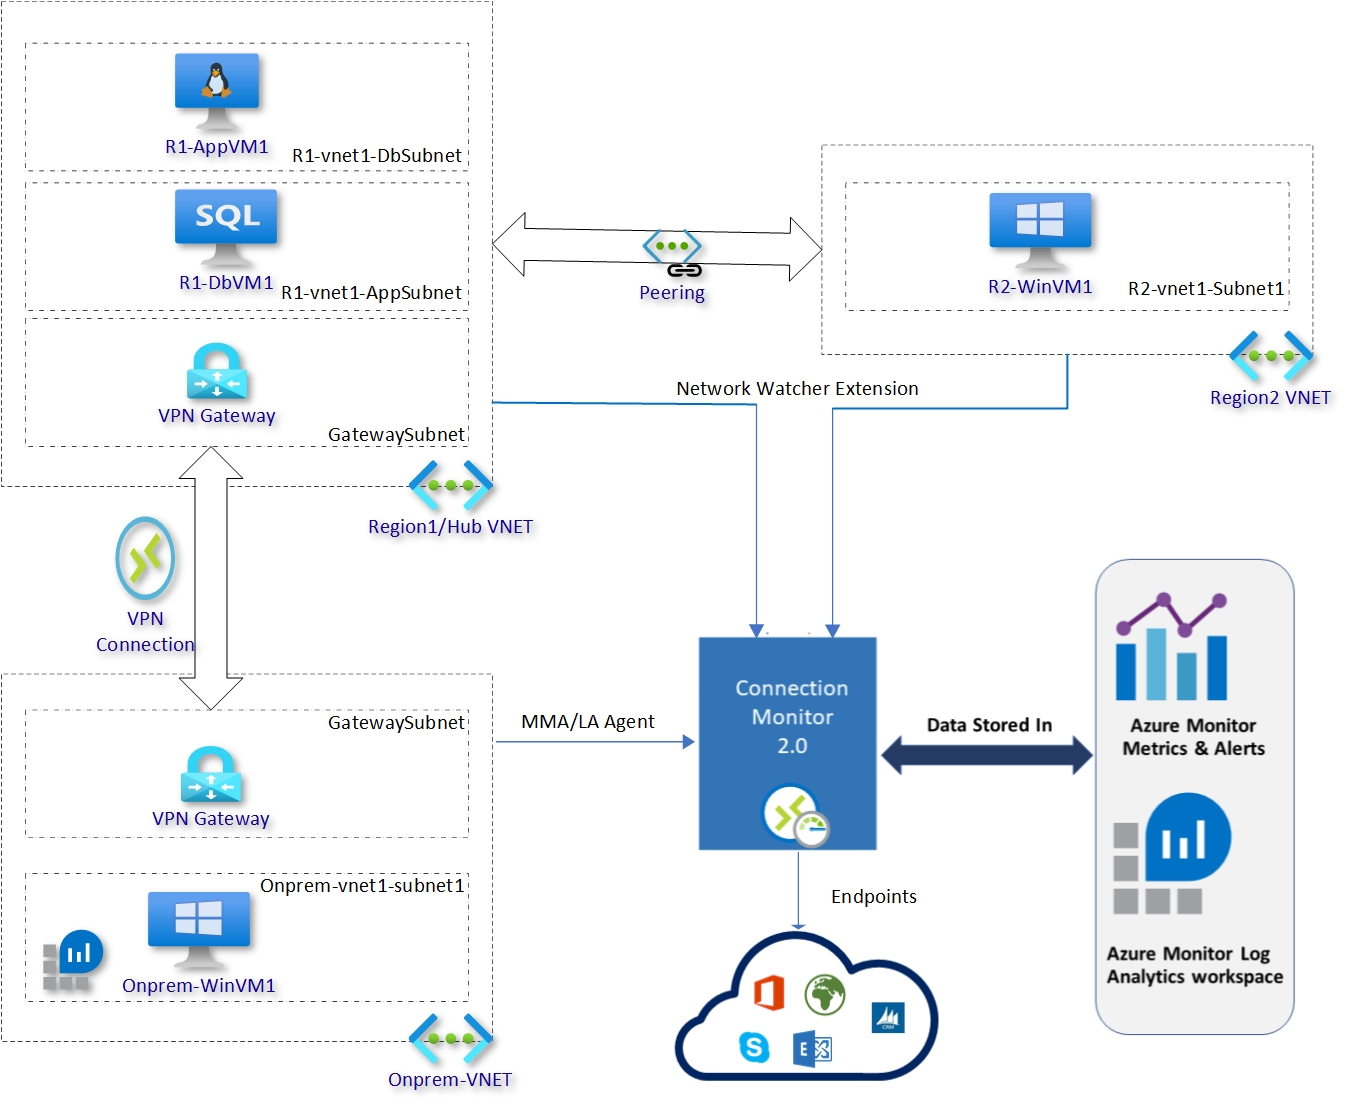 R1-AppVM1
R1-vnet1-DbSubnet
SQL
R1-DbVM1
R1-vnet1-AppSubnet
VPN Gateway
GatewaySubnet
Region1/Hub VNET
Peering
R2-WinVM1
R2-vnet1-Subnet1
Region2 VNET
Network Watcher Extension
VPN
Connection
GatewaySubnet
VPN Gateway
Onprem-vnet1-subnet1
Onprem-WinVM1
Onprem-VNET
MMA/LA Agent
Connection
Monitor
2.0
Data Stored In
Azure Monitor
Metrics & Alerts
Azure Monitor Log
Analytics workspace
Endpoints
CRM
S
E